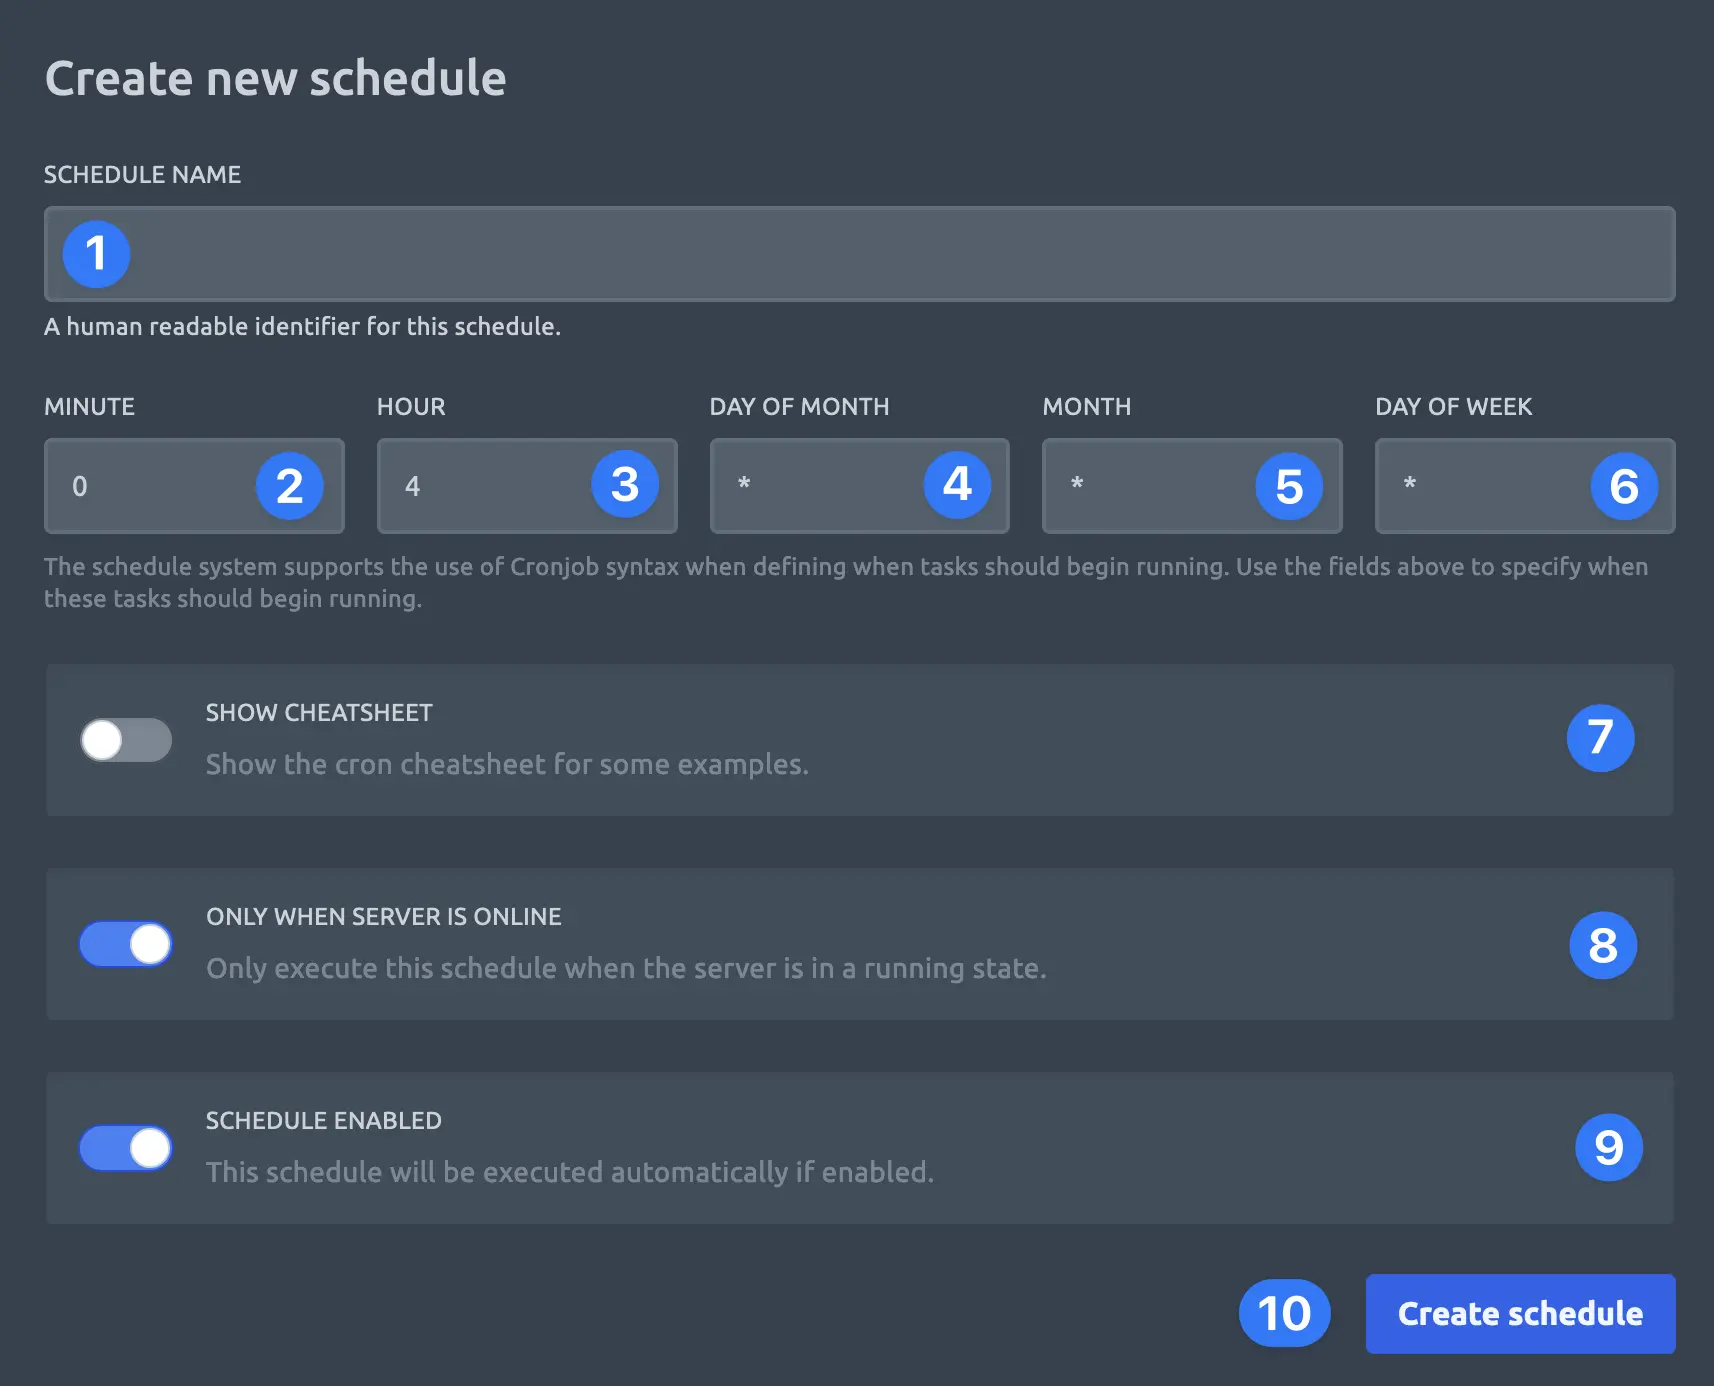 Create new schedule
SCHEDULE NAME
1
A human readable identifier for this schedule.
MINUTE HOUR DAY OF MONTH MONTH DAY OF WEEK
0 2 4 3 * 4 * 5 * 6
The schedule system supports the use of Cronjob syntax when defining when tasks should begin running. Use the fields above to specify when
these tasks should begin running.
SHOW CHEATSHEET
Show the cron cheatsheet for some examples.
7
ONLY WHEN SERVER IS ONLINE
Only execute this schedule when the server is in a running state.
8
SCHEDULE ENABLED
This schedule will be executed automatically if enabled.
9
10 Create schedule